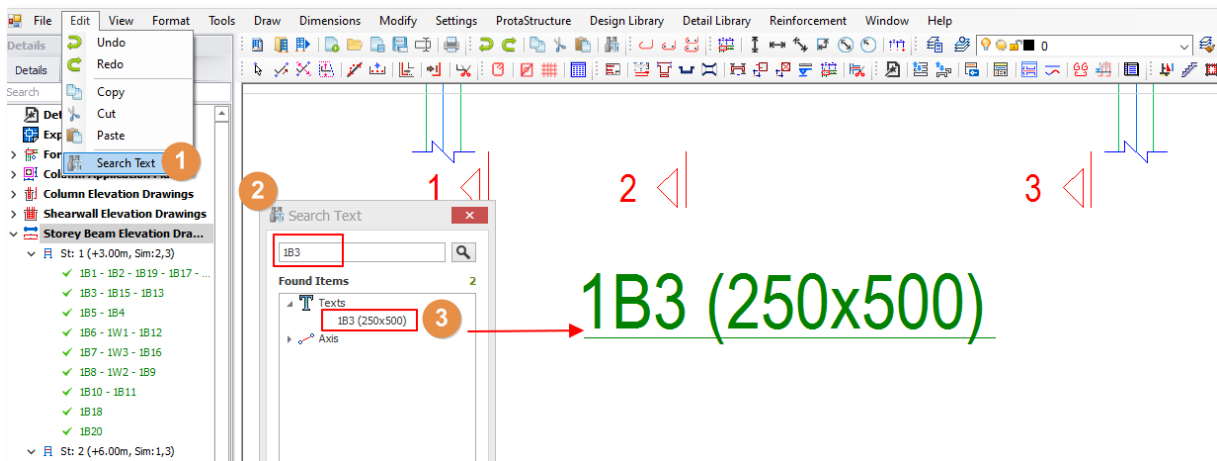 File Edit View Format Tools Draw Dimensions Modify Settings ProtaStructure Design Library Detail Library Reinforcement Window Help
Details
Undo
0
Details
Redo
Search
Copy
Cut
Paste
Search Text
1
Column Elevation Drawings
Shearwall Elevation Drawings
Storey Beam Elevation Dra...
St: 1 (+3.00m, Sim:2,3)
1B1 - 1B2 - 1B19 - 1B17 - ...
1B3 - 1B15 - 1B13
1B5 - 1B4
1B6 - 1W1 - 1B12
1B7 - 1W3 - 1B16
1B8 - 1W2 - 1B9
1B10 - 1B11
1B18
1B20
St: 2 (+6.00m, Sim:1,3)
2
Search Text
1B3
Found Items 2
Texts
1B3 (250x500)
3
Axis
1 2 3
1B3 (250x500)